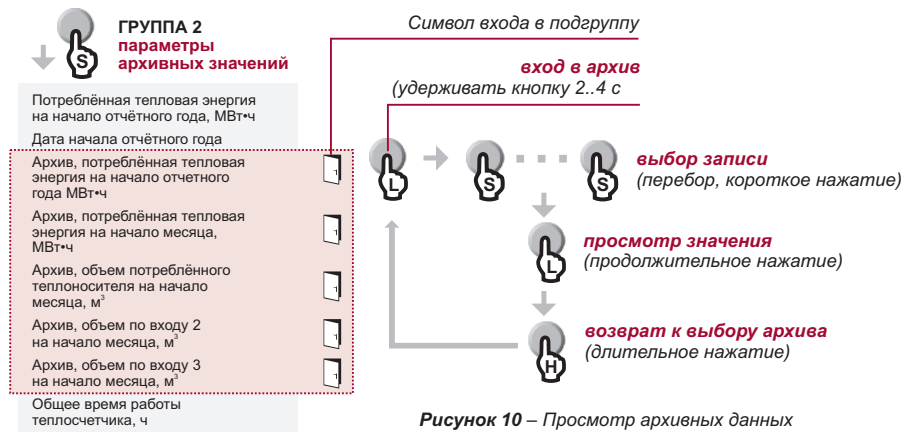 ГРУППА 2
параметры
архивных значений
S
Символ входа в подгруппу
вход в архив
(удерживать кнопку 2..4 с
Потреблённая тепловая энергия
на начало отчётного года, МВт•ч
Дата начала отчётного года
Архив, потреблённая тепловая
энергия на начало отчетного
года МВт•ч
Архив, потреблённая тепловая
энергия на начало месяца,
МВт•ч
Архив, объем потреблённого
теплоносителя на начало
месяца, м³
Архив, объем по входу 2
на начало месяца, м³
Архив, объем по входу 3
на начало месяца, м³
Общее время работы
теплосчетчика, ч
L
S
S
выбор записи
(перебор, короткое нажатие)
L
просмотр значения
(продолжительное нажатие)
H
возврат к выбору архива
(длительное нажатие)
Рисунок 10 – Просмотр архивных данных